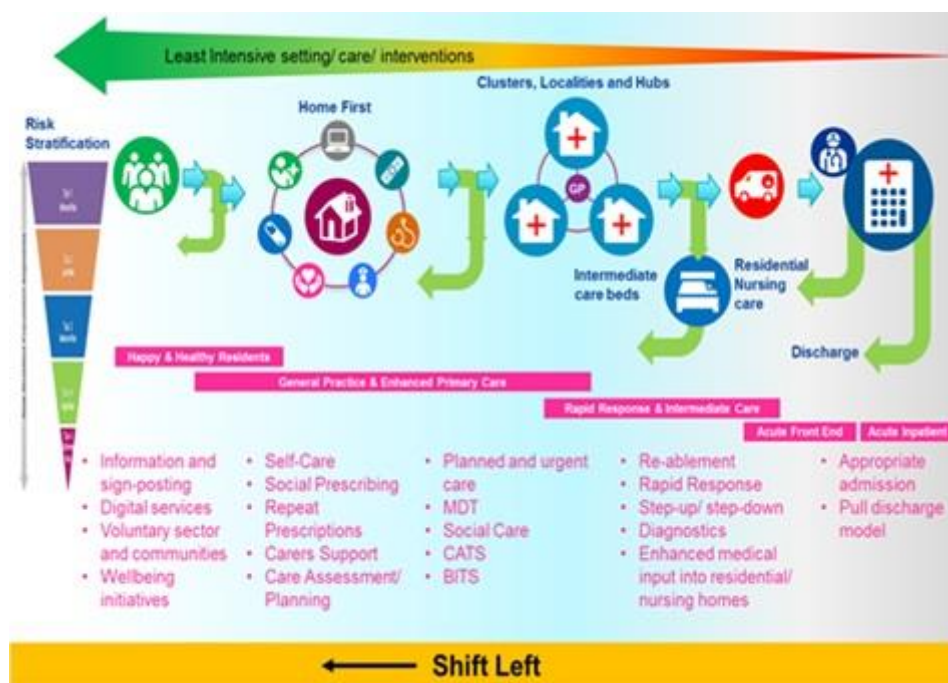 Least Intensive setting/ care/ interventions
Clusters, Localities and Hubs
Home First
Risk
Stratification
GP
Intermediate
care beds
Residential
Nursing
care
Discharge
Happy & Healthy Residents
General Practice & Enhanced Primary Care
Rapid Response & Intermediate Care
Acute Front End
Acute Inpatient
• Information and
sign-posting
• Digital services
• Voluntary sector
and communities
• Wellbeing
initiatives
• Self-Care
• Social Prescribing
• Repeat
Prescriptions
• Carers Support
• Care Assessment/
Planning
• Planned and urgent
care
• MDT
• Social Care
• CATS
• BITS
• Re-ablement
• Rapid Response
• Step-up/ step-down
• Diagnostics
• Enhanced medical
input into residential/
nursing homes
• Appropriate
admission
• Pull discharge
model
Shift Left